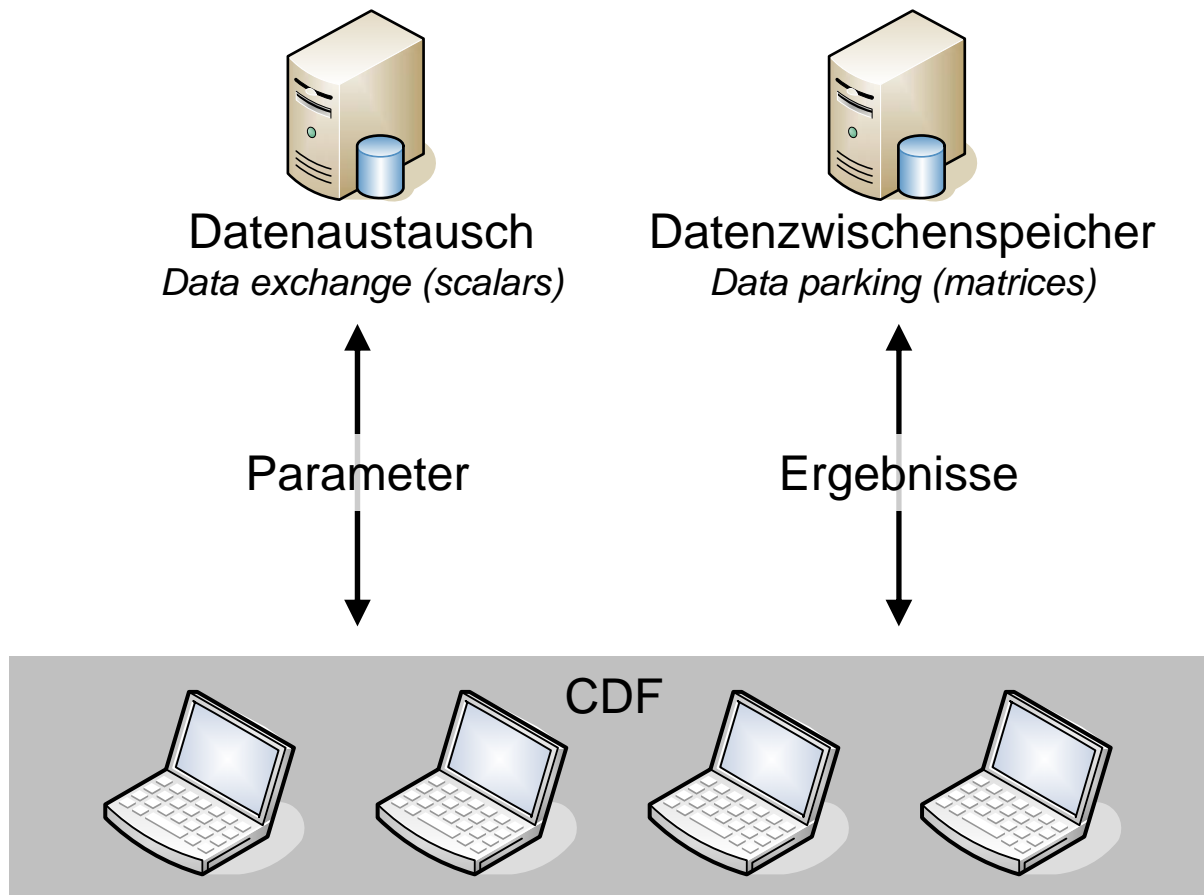 Datenaustausch
Data exchange (scalars)
Datenzwischenspeicher
Data parking (matrices)
Parameter
Ergebnisse
CDF